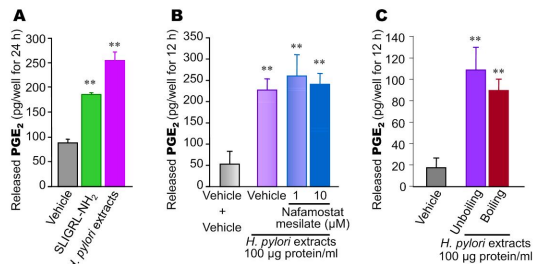 A
Released PGE₂ (pg/well for 24 h)
300
250
200
150
100
50
0
**
**
Vehicle
SLIGRL-NH₂
H. pylori extracts
B
Released PGE₂ (pg/well for 12 h)
350
300
250
200
150
100
50
0
**
**
**
Vehicle
+
Vehicle
Vehicle
1
10
Nafamostat
mesilate (μM)
H. pylori extracts
100 μg protein/ml
C
Released PGE₂ (pg/well for 12 h)
140
120
100
80
60
40
20
0
**
**
Vehicle
Unboiling
Boiling
H. pylori extracts
100 μg protein/ml